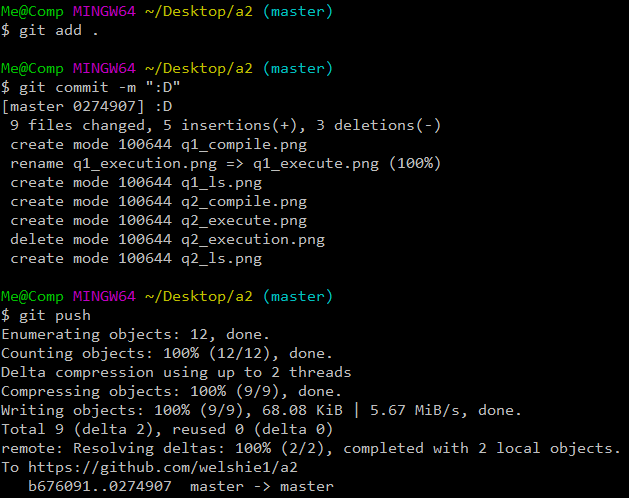 Me@Comp MINGW64 ~/Desktop/a2 (master)
$ git add .
Me@Comp MINGW64 ~/Desktop/a2 (master)
$ git commit -m ":D"
[master 0274907] :D
 9 files changed, 5 insertions(+), 3 deletions(-)
 create mode 100644 q1_compile.png
 rename q1_execution.png => q1_execute.png (100%)
 create mode 100644 q1_ls.png
 create mode 100644 q2_compile.png
 create mode 100644 q2_execute.png
 delete mode 100644 q2_execution.png
 create mode 100644 q2_ls.png
Me@Comp MINGW64 ~/Desktop/a2 (master)
$ git push
Enumerating objects: 12, done.
Counting objects: 100% (12/12), done.
Delta compression using up to 2 threads
Compressing objects: 100% (9/9), done.
Writing objects: 100% (9/9), 68.08 KiB | 5.67 MiB/s, done.
Total 9 (delta 2), reused 0 (delta 0)
remote: Resolving deltas: 100% (2/2), completed with 2 local objects.
To https://github.com/welshie1/a2
   b676091..0274907  master -> master